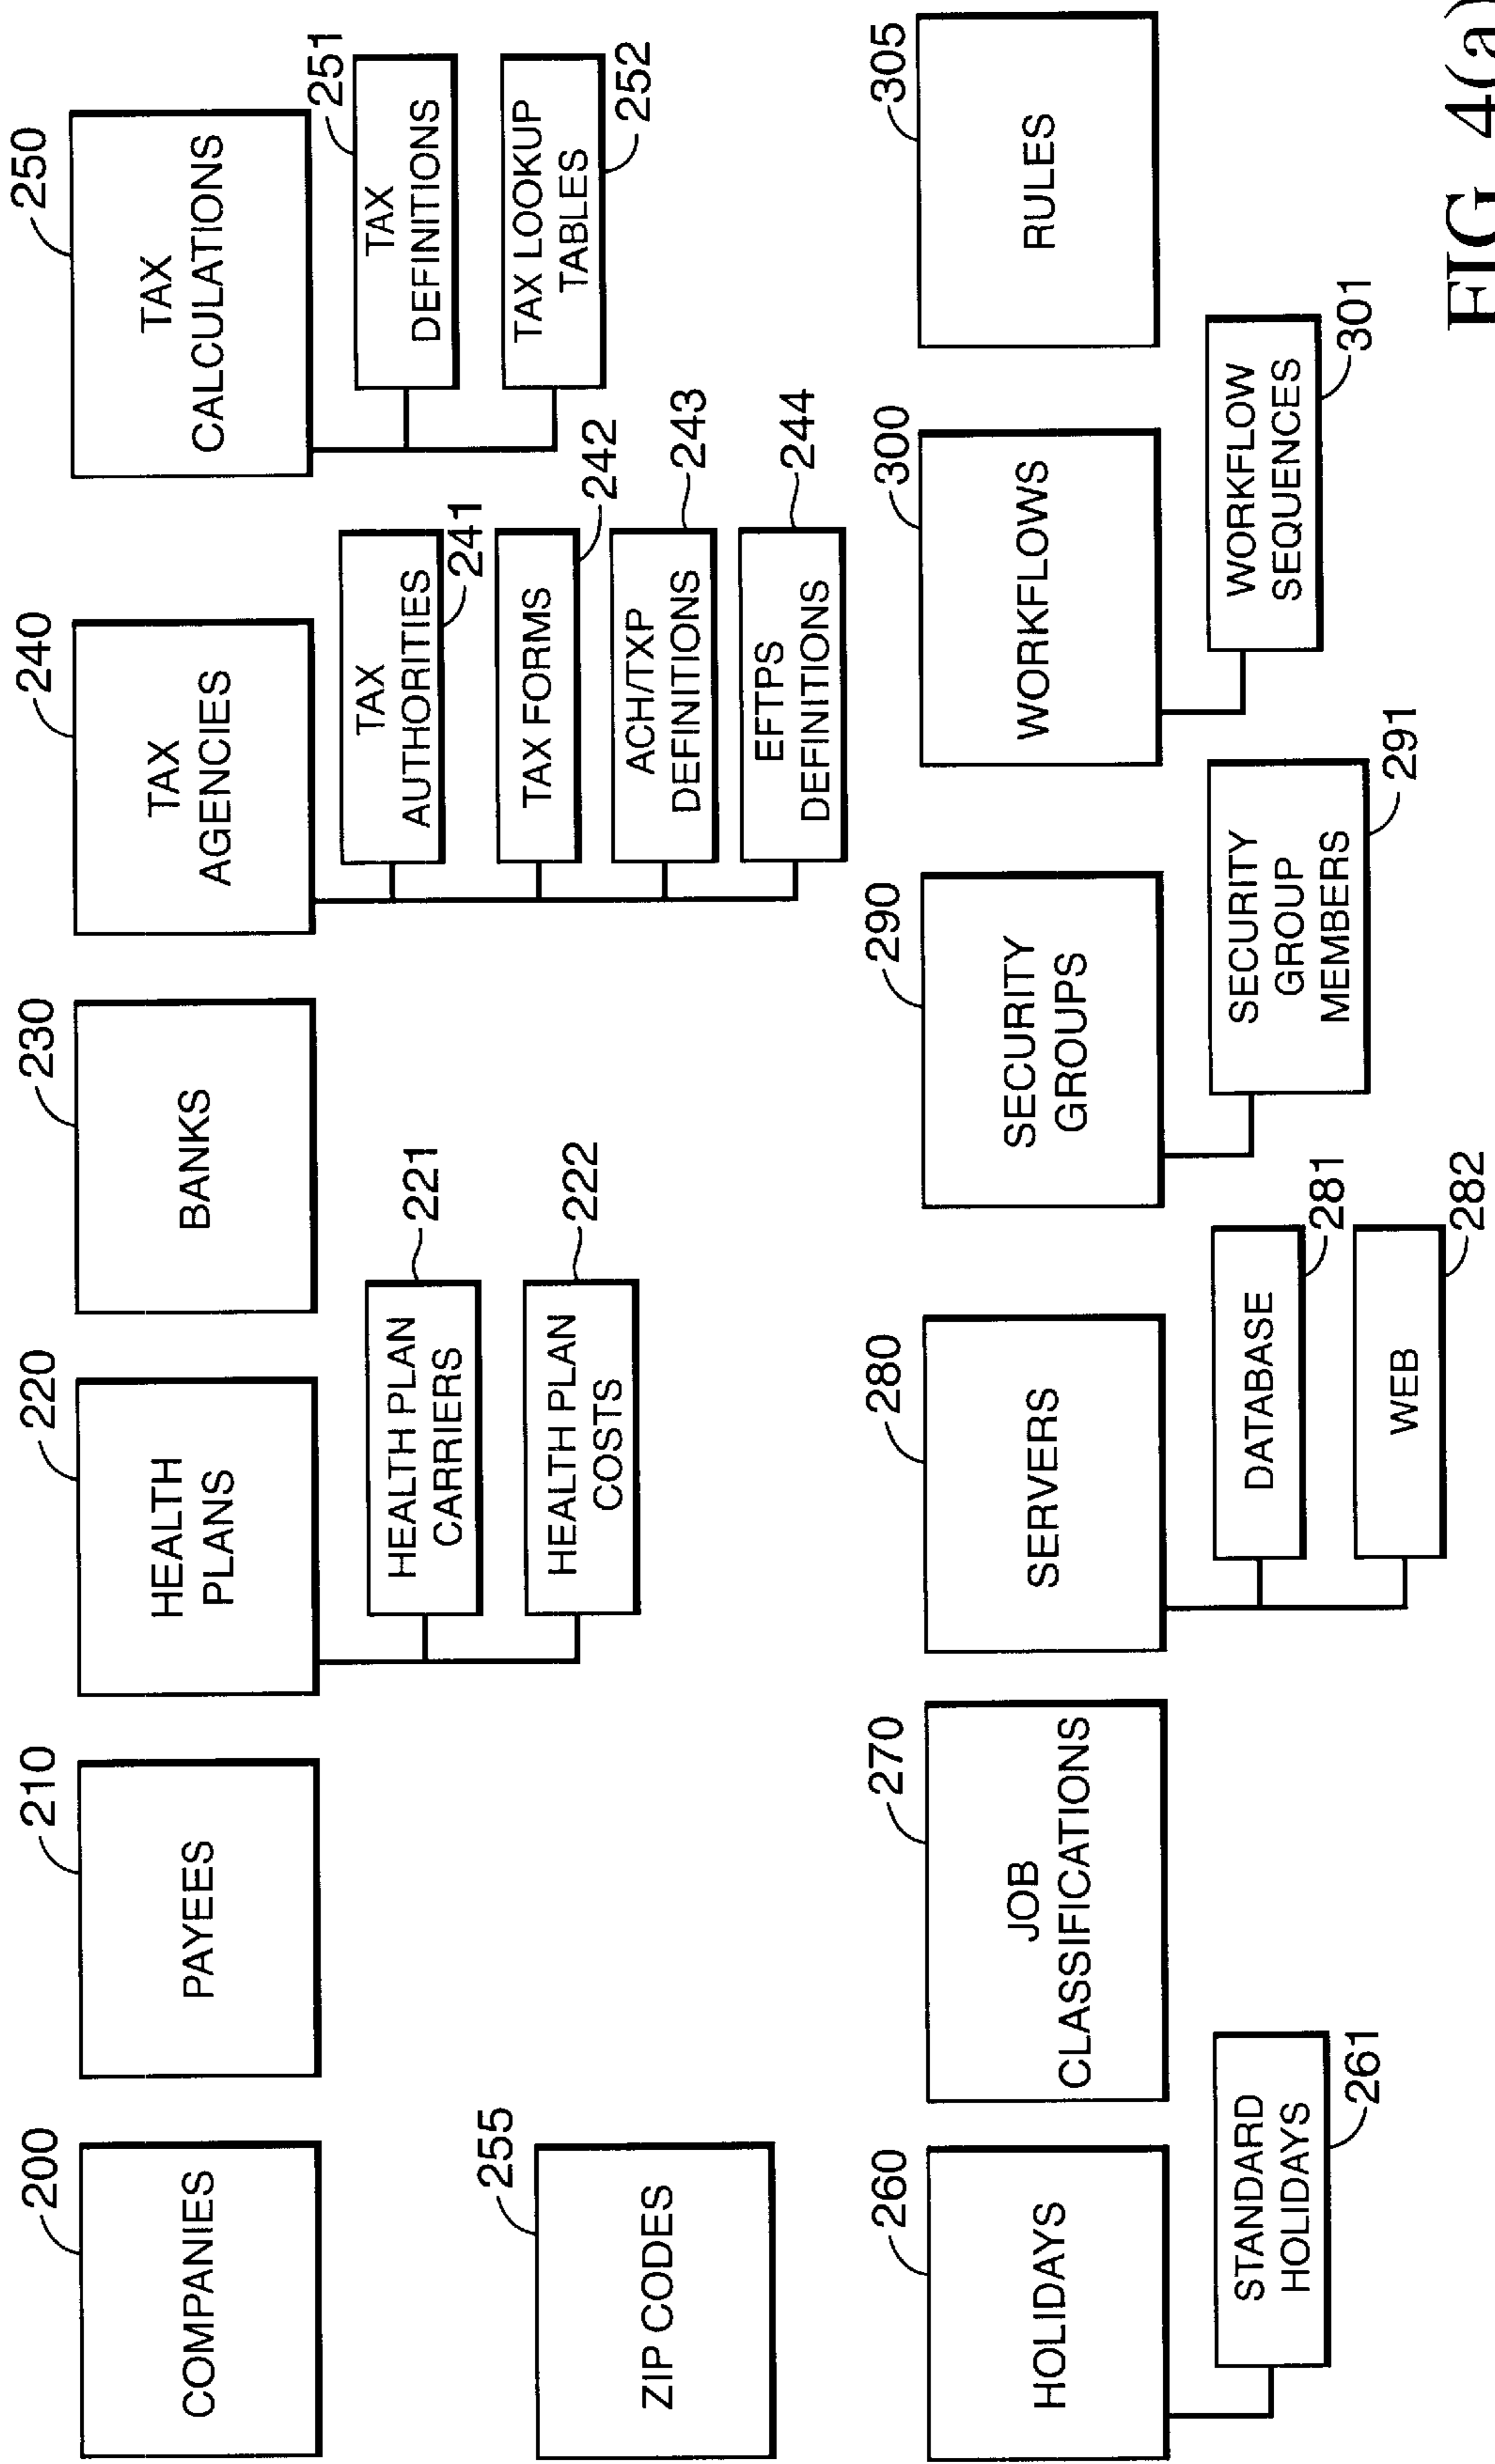 200
COMPANIES
210
PAYEES
220
HEALTH
PLANS
221
HEALTH PLAN
CARRIERS
222
HEALTH PLAN
COSTS
230
BANKS
240
TAX
AGENCIES
241
TAX
AUTHORITIES
242
TAX FORMS
243
ACH/TXP
DEFINITIONS
244
EFTPS
DEFINITIONS
250
TAX
CALCULATIONS
251
TAX
DEFINITIONS
252
TAX LOOKUP
TABLES
255
ZIP CODES
260
HOLIDAYS
261
STANDARD
HOLIDAYS
270
JOB
CLASSIFICATIONS
280
SERVERS
281
DATABASE
282
WEB
290
SECURITY
GROUPS
291
SECURITY
GROUP
MEMBERS
300
WORKFLOWS
301
WORKFLOW
SEQUENCES
305
RULES
FIG 4(a)